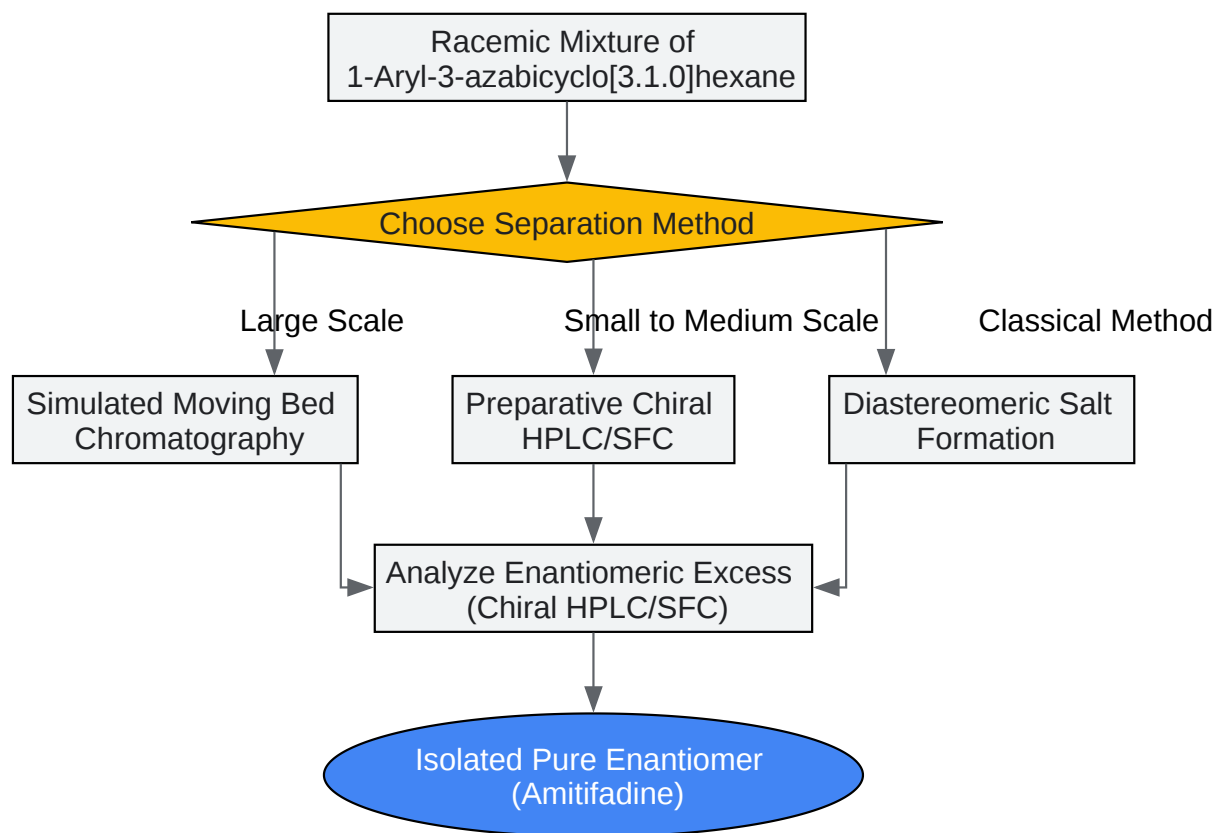 Racemic Mixture of
1-Aryl-3-azabicyclo[3.1.0]hexane
Choose Separation Method
Large Scale
Small to Medium Scale
Classical Method
Simulated Moving Bed
Chromatography
Preparative Chiral
HPLC/SFC
Diastereomeric Salt
Formation
Analyze Enantiomeric Excess
(Chiral HPLC/SFC)
Isolated Pure Enantiomer
(Amitifadine)